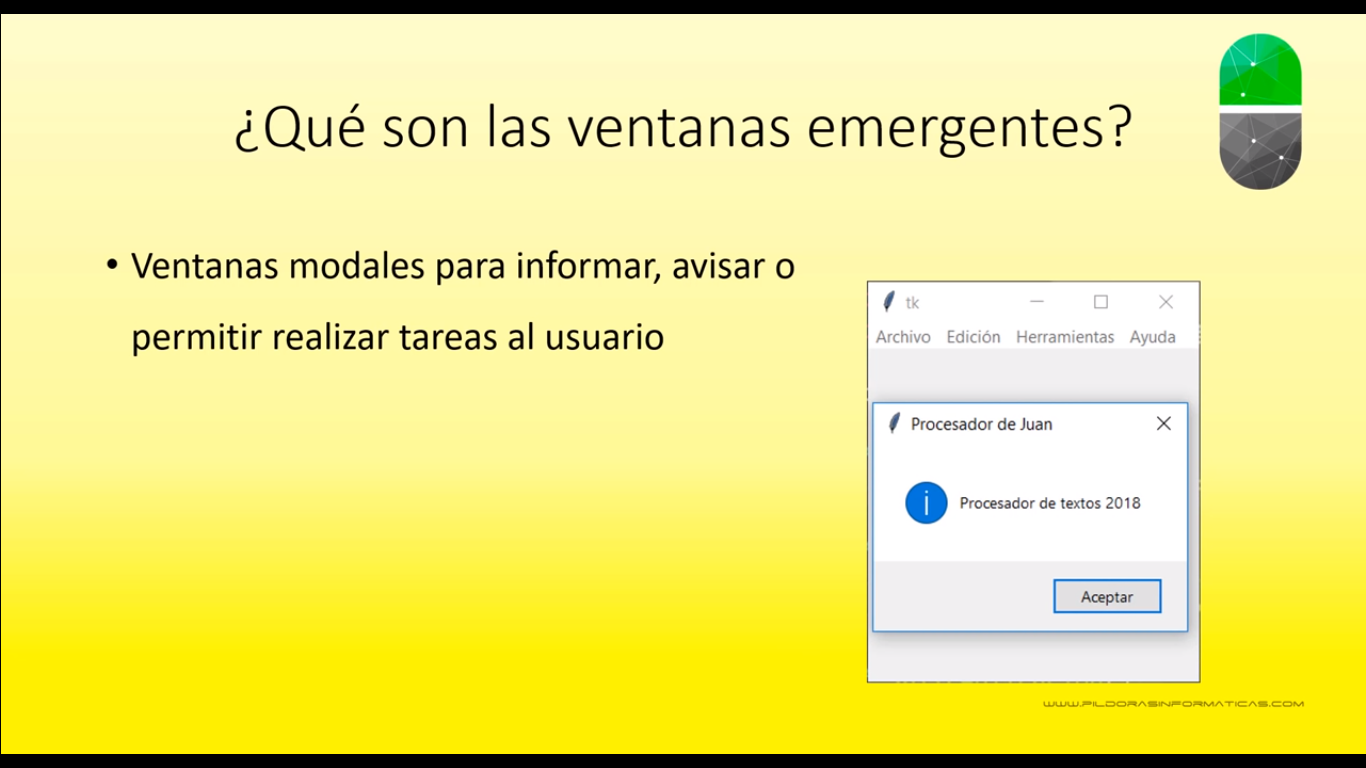 ¿Qué son las ventanas emergentes?
• Ventanas modales para informar, avisar o
permitir realizar tareas al usuario
tk
Archivo Edición Herramientas Ayuda
Procesador de Juan
i
Procesador de textos 2018
Aceptar
WWW.PILDORASINFORMATICAS.COM